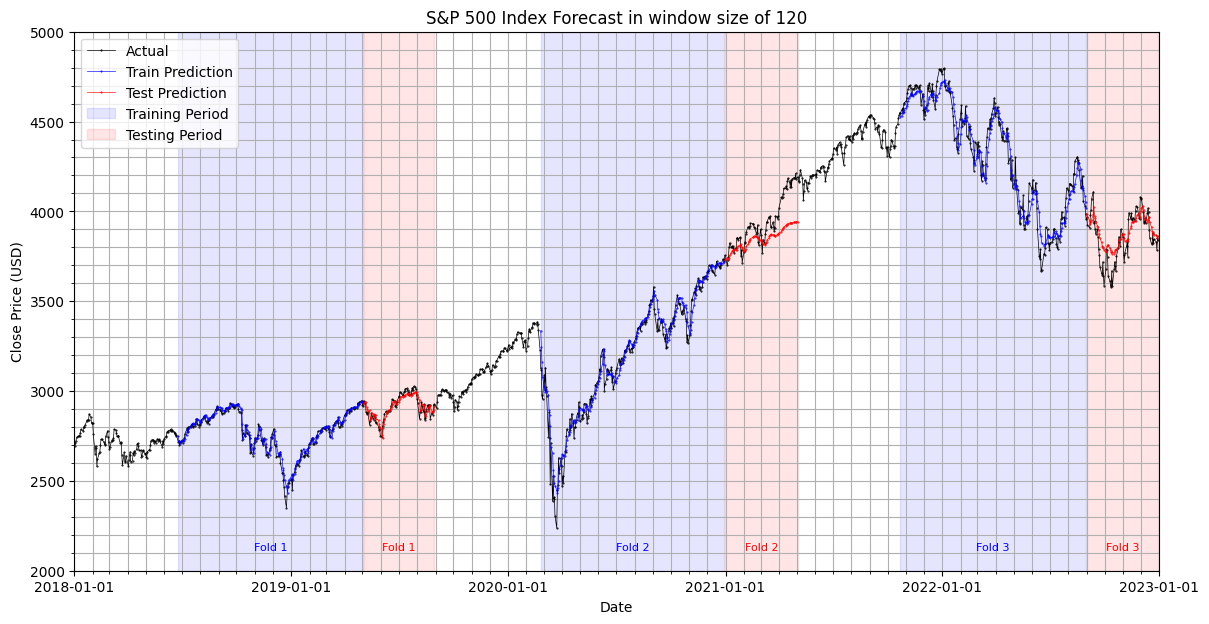 S&P 500 Index Forecast in window size of 120
Actual
Train Prediction
Test Prediction
Training Period
Testing Period
Close Price (USD)
5000
4500
4000
3500
3000
2500
2000
Fold 1
Fold 1
Fold 2
Fold 2
Fold 3
Fold 3
2018-01-01
2019-01-01
2020-01-01
2021-01-01
2022-01-01
2023-01-01
Date